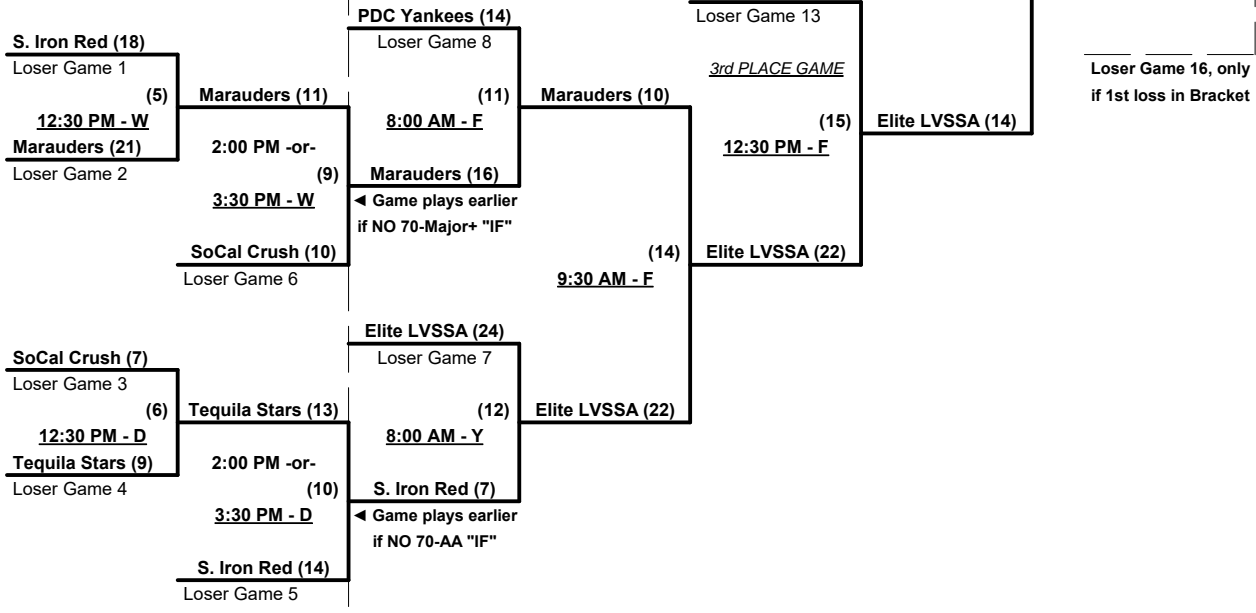 PDC Yankees (14)
Loser Game 8
Loser Game 13
S. Iron Red (18)
Loser Game 1
3rd PLACE GAME
Loser Game 16, only
if 1st loss in Bracket
(5)
Marauders (11)
(11)
Marauders (10)
12:30 PM - W
8:00 AM - F
(15)
Elite LVSSA (14)
Marauders (21)
2:00 PM -or-
12:30 PM - F
Loser Game 2
(9)
Marauders (16)
3:30 PM - W
◄ Game plays earlier
if NO 70-Major+ "IF"
SoCal Crush (10)
(14)
Elite LVSSA (22)
Loser Game 6
9:30 AM - F
Elite LVSSA (24)
SoCal Crush (7)
Loser Game 7
Loser Game 3
(6)
Tequila Stars (13)
(12)
Elite LVSSA (22)
12:30 PM - D
8:00 AM - Y
Tequila Stars (9)
2:00 PM -or-
Loser Game 4
(10)
S. Iron Red (7)
3:30 PM - D
◄ Game plays earlier
if NO 70-AA "IF"
S. Iron Red (14)
Loser Game 5